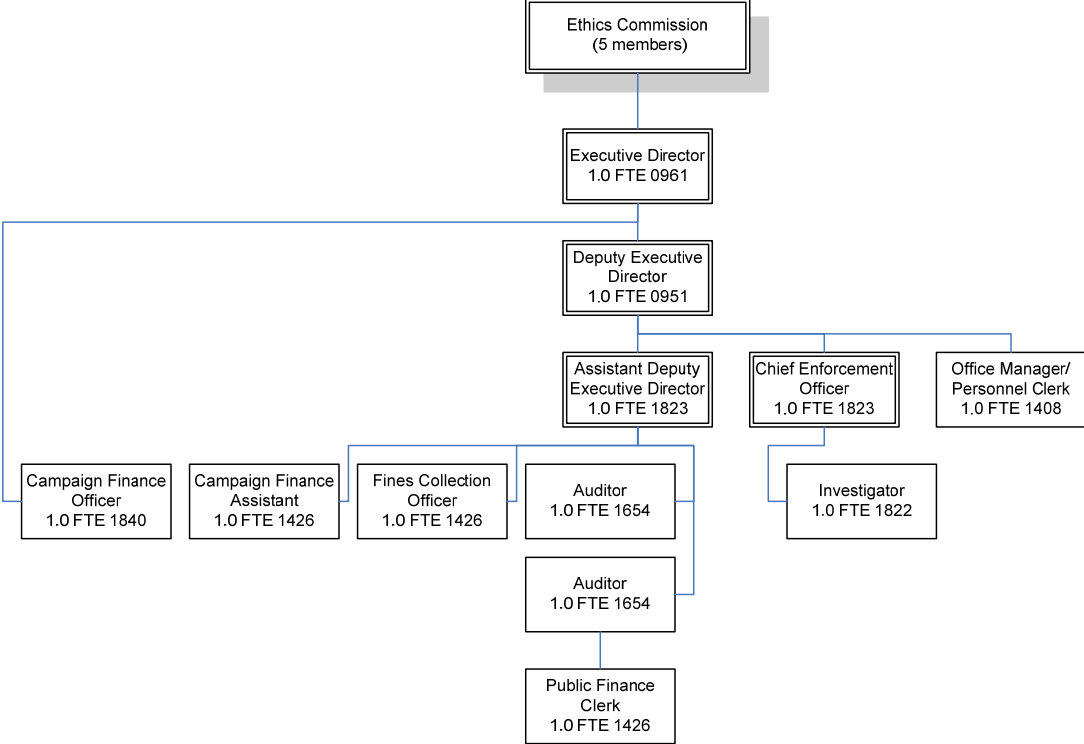 Ethics Commission
(5 members)
Executive Director
1.0 FTE 0961
Deputy Executive
Director
1.0 FTE 0951
Assistant Deputy
Executive Director
1.0 FTE 1823
Chief Enforcement
Officer
1.0 FTE 1823
Office Manager/
Personnel Clerk
1.0 FTE 1408
Campaign Finance
Officer
1.0 FTE 1840
Campaign Finance
Assistant
1.0 FTE 1426
Fines Collection
Officer
1.0 FTE 1426
Auditor
1.0 FTE 1654
Investigator
1.0 FTE 1822
Auditor
1.0 FTE 1654
Public Finance
Clerk
1.0 FTE 1426